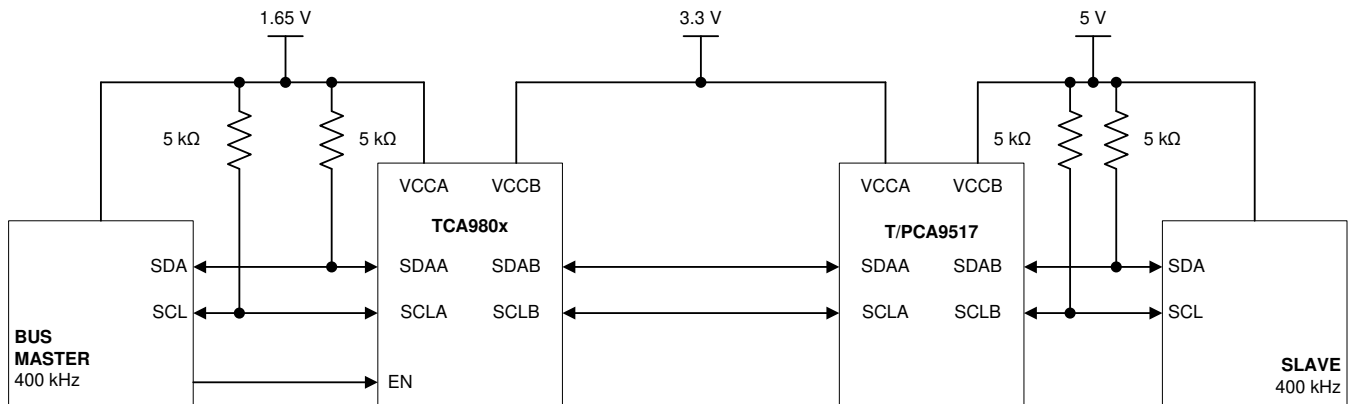 1.65 V
3.3 V
5 V
5 kΩ
5 kΩ
5 kΩ
5 kΩ
VCCA VCCB
VCCA VCCB
TCA980x
T/PCA9517
SDA
SDAA SDAB
SDAA SDAB
SDA
SCL
SCLA SCLB
SCLA SCLB
SCL
BUS
MASTER
400 kHz
EN
SLAVE
400 kHz